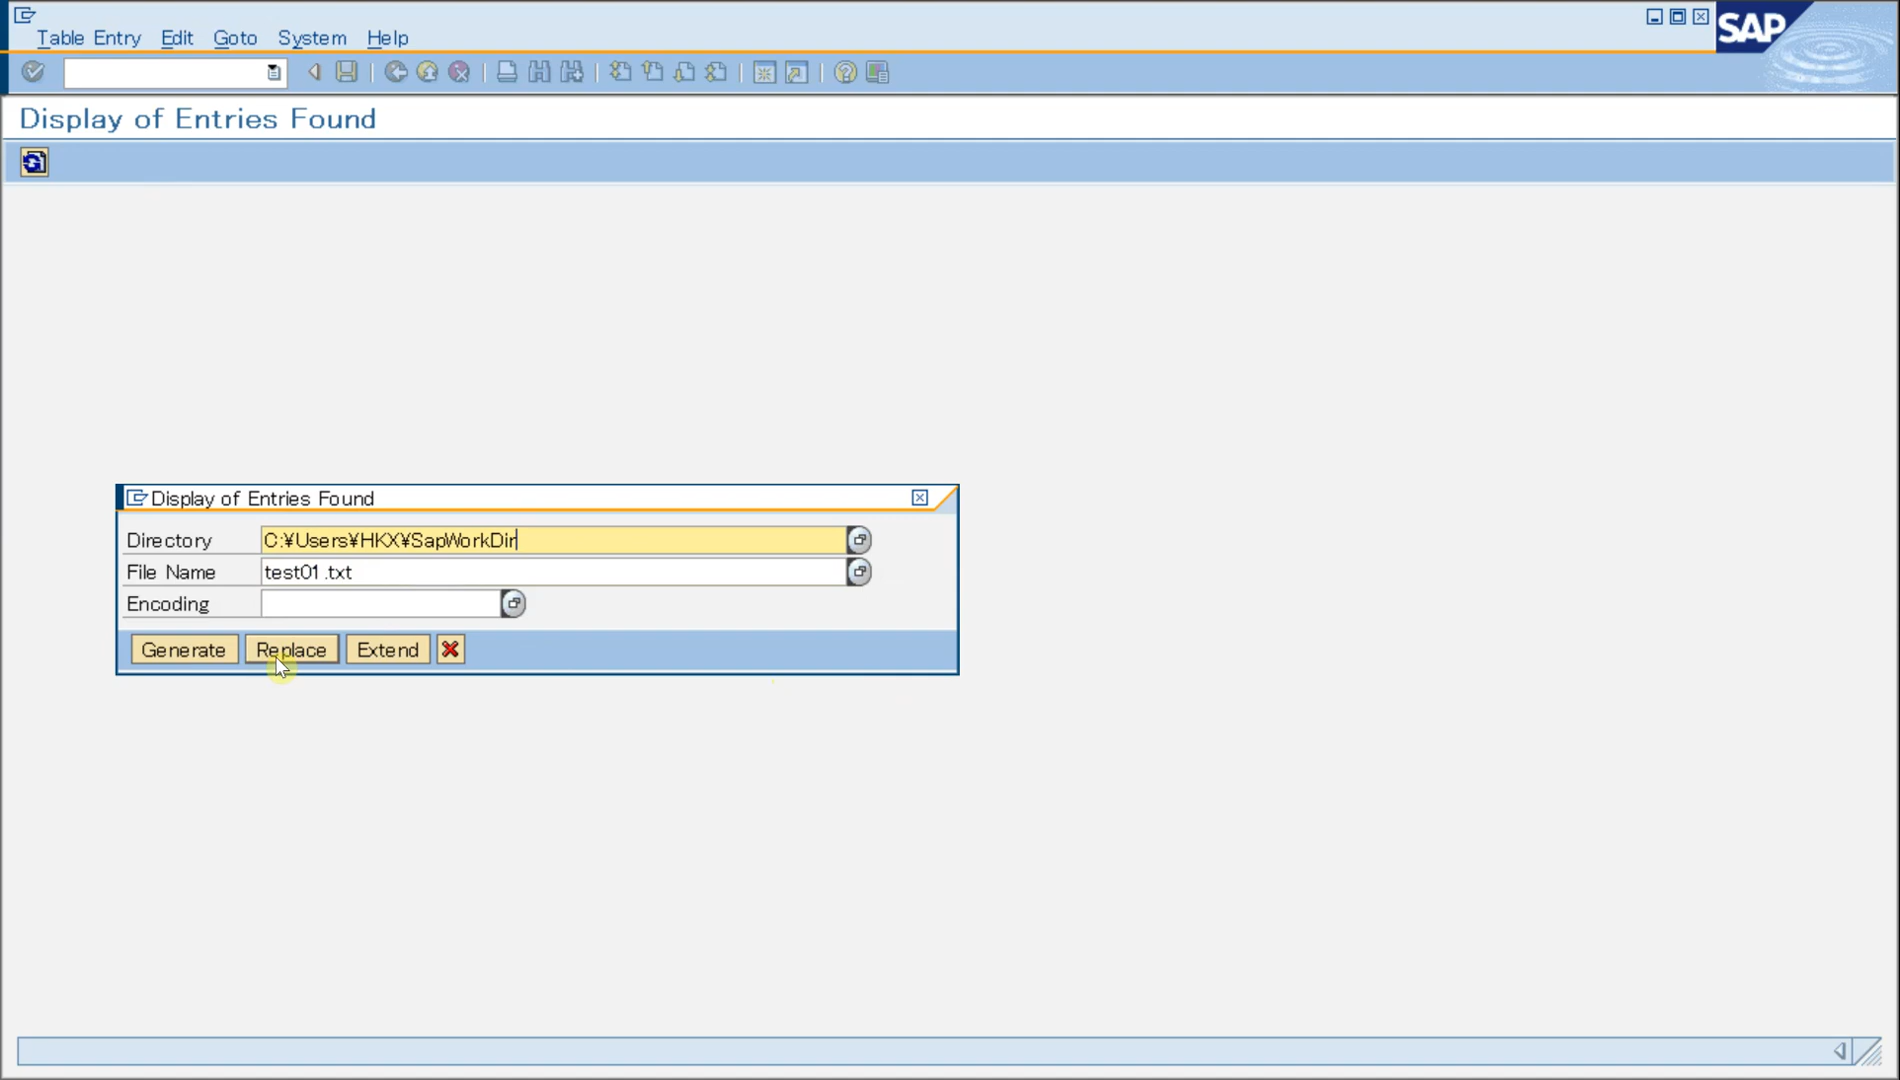 Table Entry Edit Goto System Help
SAP
Display of Entries Found
Display of Entries Found
Directory C:¥Users¥HKX¥SapWorkDir
File Name test01.txt
Encoding
Generate Replace Extend